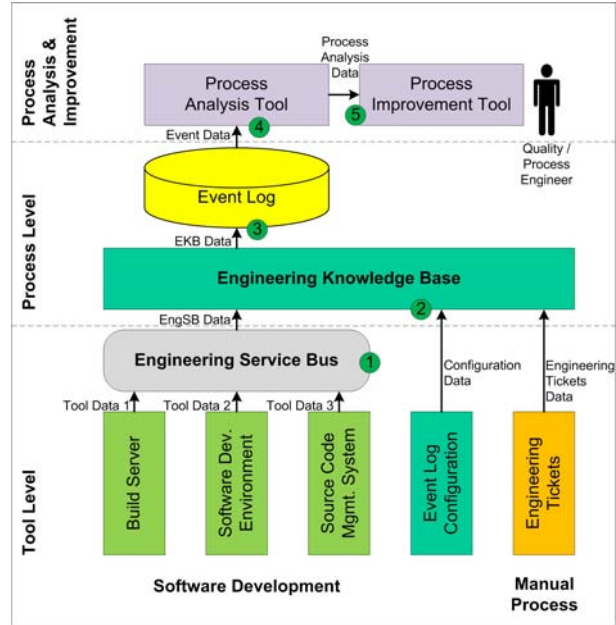 Process
Analysis &
Improvement
Process
Analysis Tool
Process
Analysis
Data
Process
Improvement Tool
4
5
Quality /
Process
Engineer
Event Data
Process Level
Event Log
3
EKB Data
Engineering Knowledge Base
2
EngSB Data
Engineering Service Bus
1
Configuration
Data
Engineering
Tickets
Data
Tool Level
Tool Data 1
Tool Data 2
Tool Data 3
Build Server
Software Dev.
Environment
Source Code
Mgmt. System
Event Log
Configuration
Engineering
Tickets
Software Development
Manual
Process